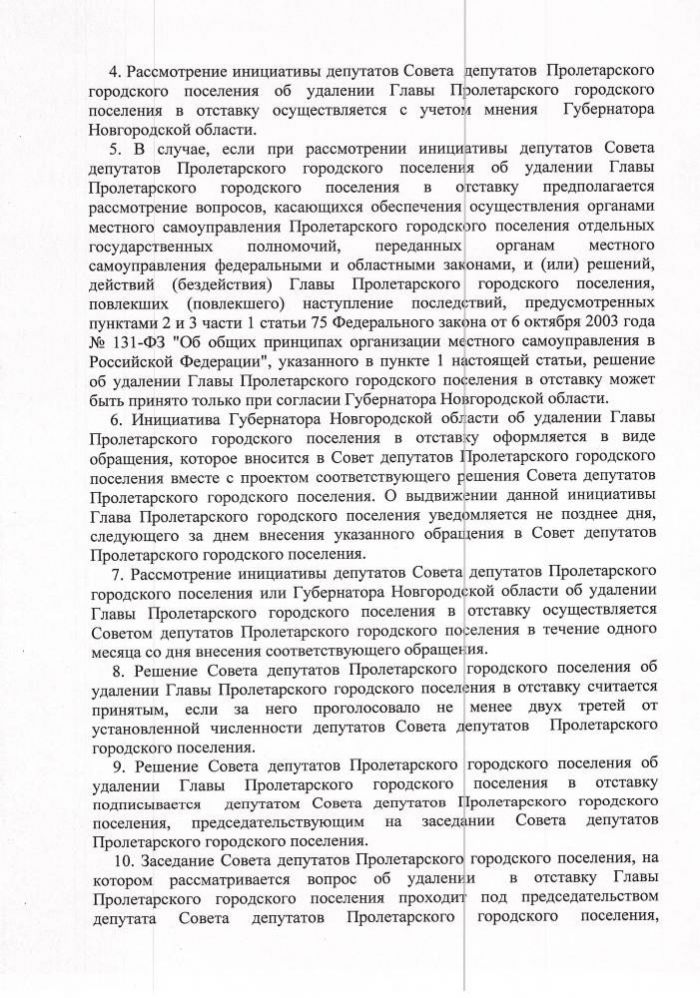 4. Рассмотрение инициативы депутатов Совета депутатов Пролетарского
городского поселения об удалении Главы Пролетарского городского
поселения в отставку осуществляется с учетом мнения Губернатора
Новгородской области.
5. В случае, если при рассмотрении инициативы депутатов Совета
депутатов Пролетарского городского поселения об удалении Главы
Пролетарского городского поселения в отставку предполагается
рассмотрение вопросов, касающихся обеспечения осуществления органами
местного самоуправления Пролетарского городского поселения отдельных
государственных полномочий, переданных органам местного
самоуправления федеральными и областными законами, и (или) решений,
действий (бездействия) Главы Пролетарского городского поселения,
повлекших (повлекшего) наступление последствий, предусмотренных
пунктами 2 и 3 части 1 статьи 75 Федерального закона от 6 октября 2003 года
№ 131-ФЗ "Об общих принципах организации местного самоуправления в
Российской Федерации", указанного в пункте 1 настоящей статьи, решение
об удалении Главы Пролетарского городского поселения в отставку может
быть принято только при согласии Губернатора Новгородской области.
6. Инициатива Губернатора Новгородской области об удалении Главы
Пролетарского городского поселения в отставку оформляется в виде
обращения, которое вносится в Совет депутатов Пролетарского городского
поселения вместе с проектом соответствующего решения Совета депутатов
Пролетарского городского поселения. О выдвижении данной инициативы
Глава Пролетарского городского поселения уведомляется не позднее дня,
следующего за днем внесения указанного обращения в Совет депутатов
Пролетарского городского поселения.
7. Рассмотрение инициативы депутатов Совета депутатов Пролетарского
городского поселения или Губернатора Новгородской области об удалении
Главы Пролетарского городского поселения в отставку осуществляется
Советом депутатов Пролетарского городского поселения в течение одного
месяца со дня внесения соответствующего обращения.
8. Решение Совета депутатов Пролетарского городского поселения об
удалении Главы Пролетарского городского поселения в отставку считается
принятым, если за него проголосовало не менее двух третей от
установленной численности депутатов Совета депутатов Пролетарского
городского поселения.
9. Решение Совета депутатов Пролетарского городского поселения об
удалении Главы Пролетарского городского поселения в отставку
подписывается депутатом Совета депутатов Пролетарского городского
поселения, председательствующим на заседании Совета депутатов
Пролетарского городского поселения.
10. Заседание Совета депутатов Пролетарского городского поселения, на
котором рассматривается вопрос об удалении в отставку Главы
Пролетарского городского поселения проходит под председательством
депутата Совета депутатов Пролетарского городского поселения,